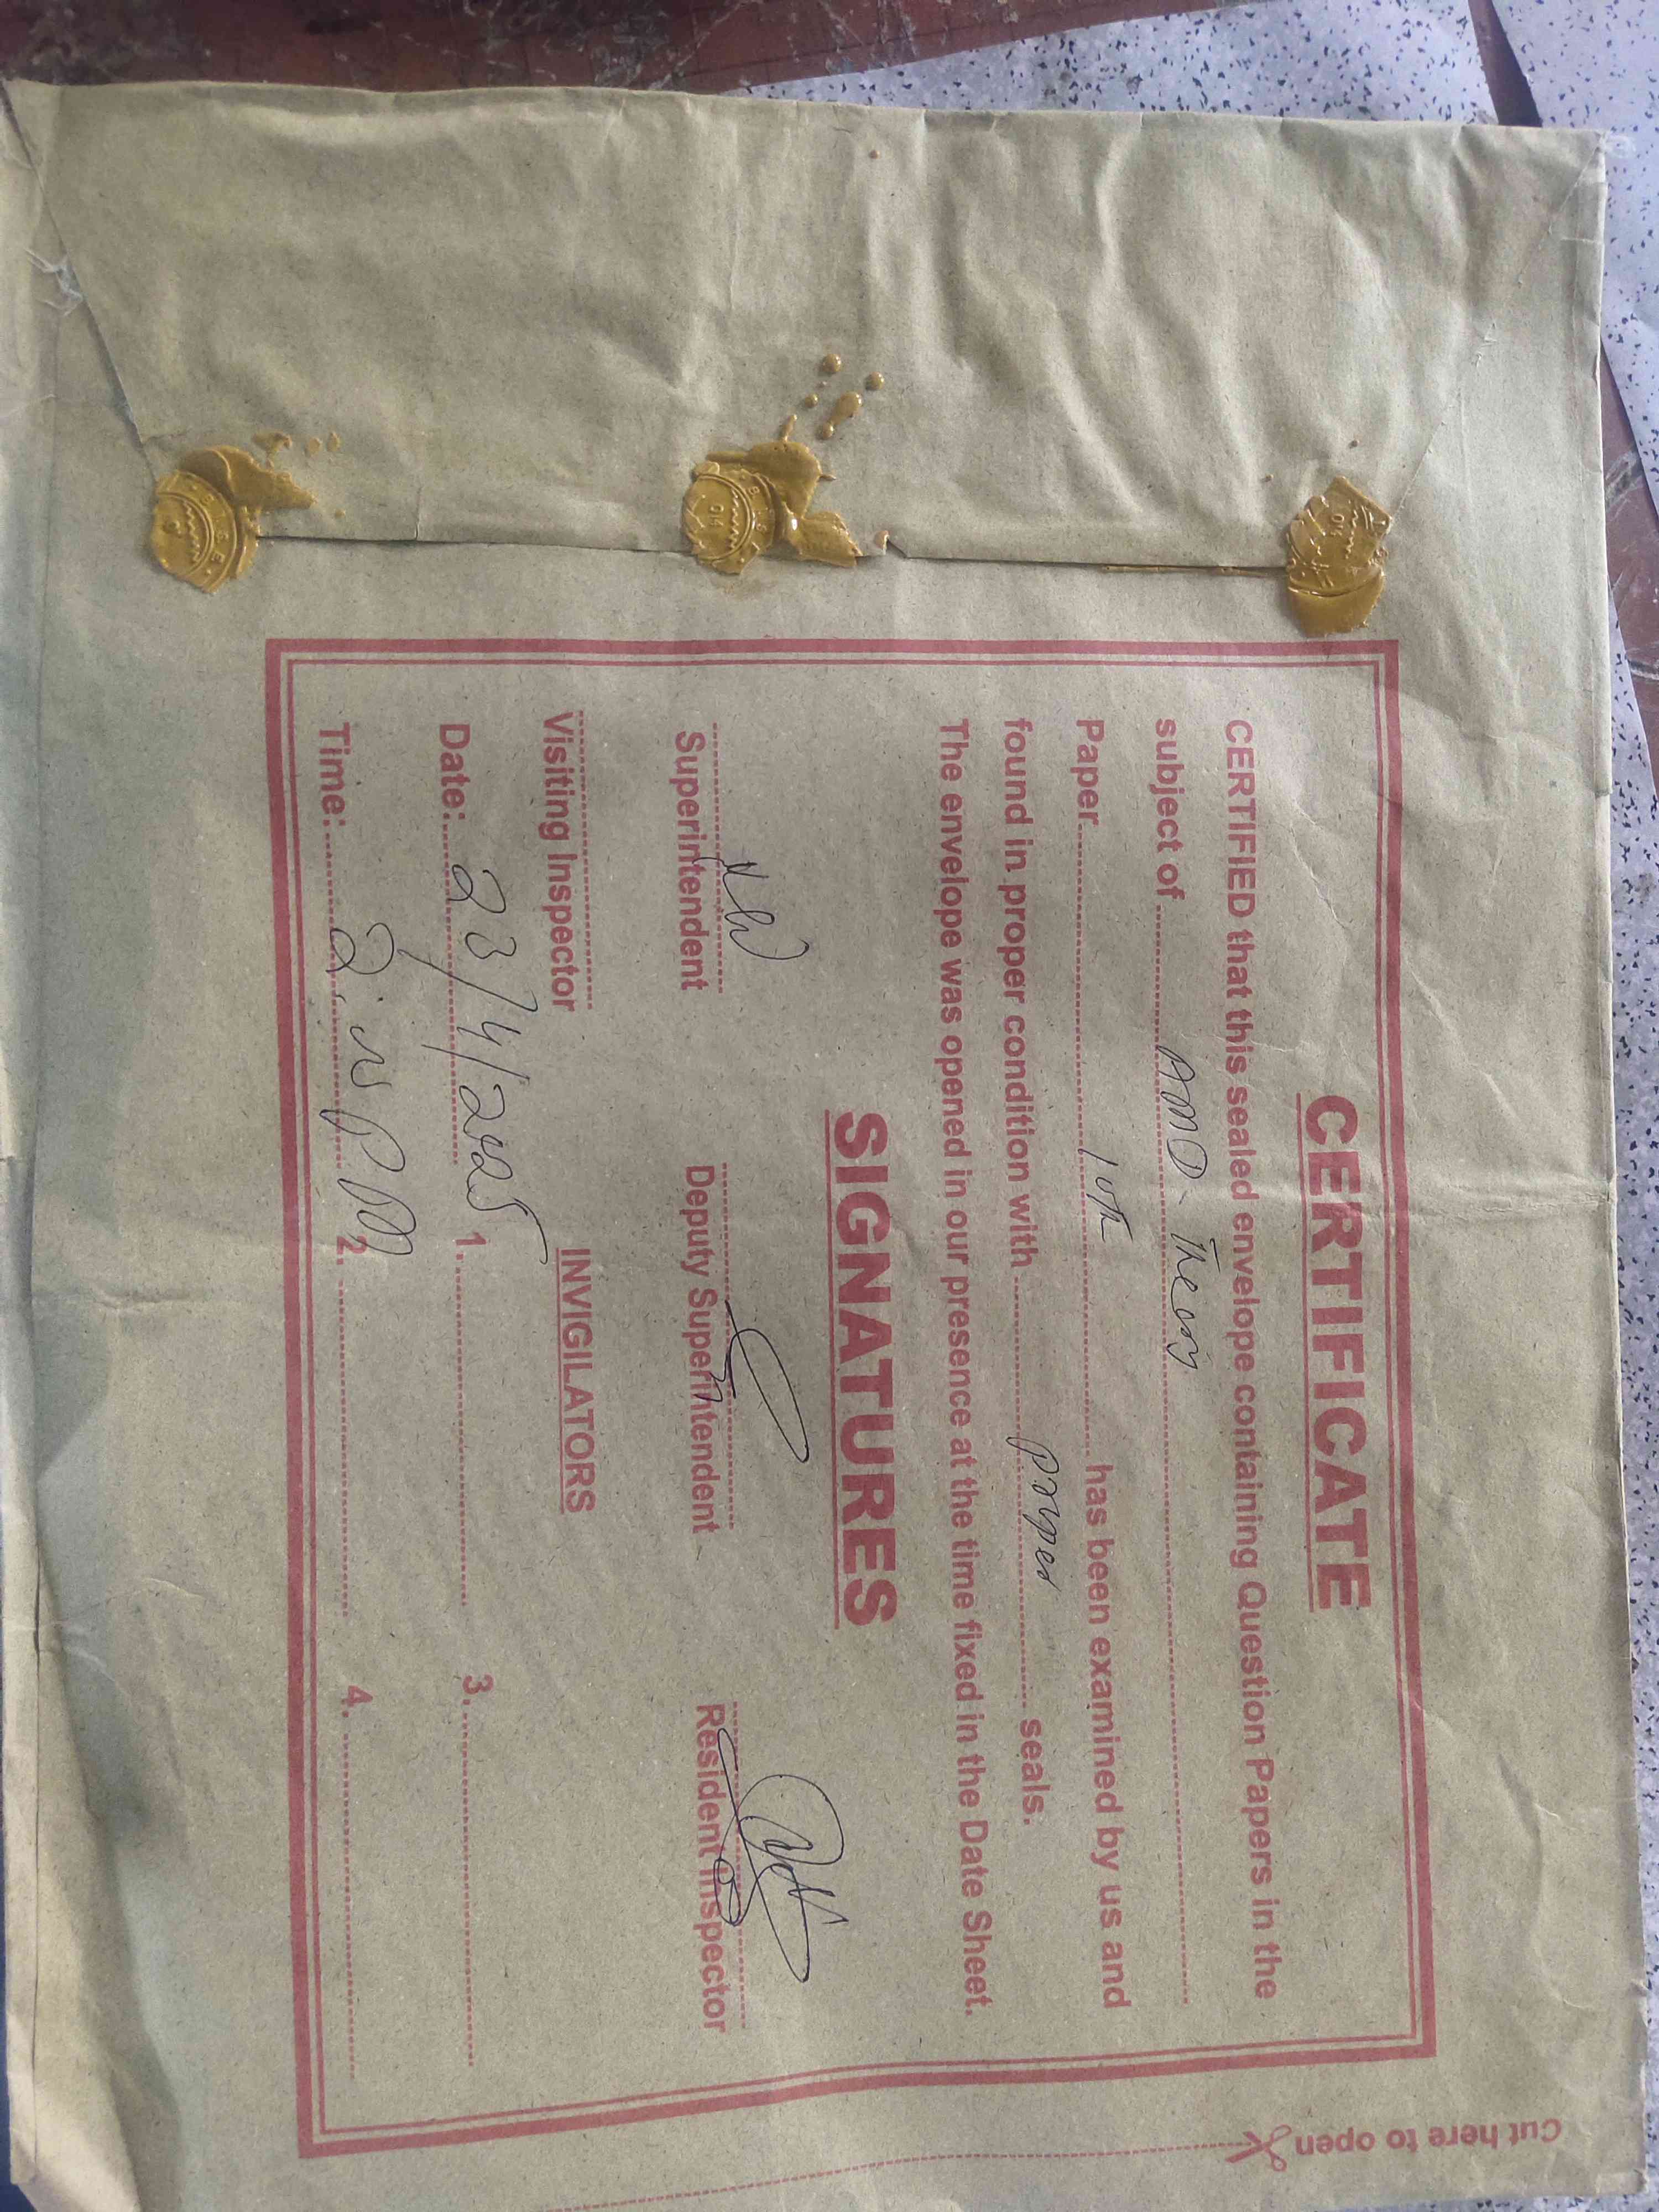 CERTIFICATE
CERTIFIED that this sealed envelope containing Question Papers in the
subject of AMD - Theory
Paper 10th has been examined by us and
found in proper condition with proper seals.
The envelope was opened in our presence at the time fixed in the Date Sheet.
SIGNATURES
Superintendent Deputy Superintendent Resident Inspector
Visiting Inspector
INVIGILATORS
Date: 23/4/2025 1. 3.
Time: PM 2. 4.
Cut here to open